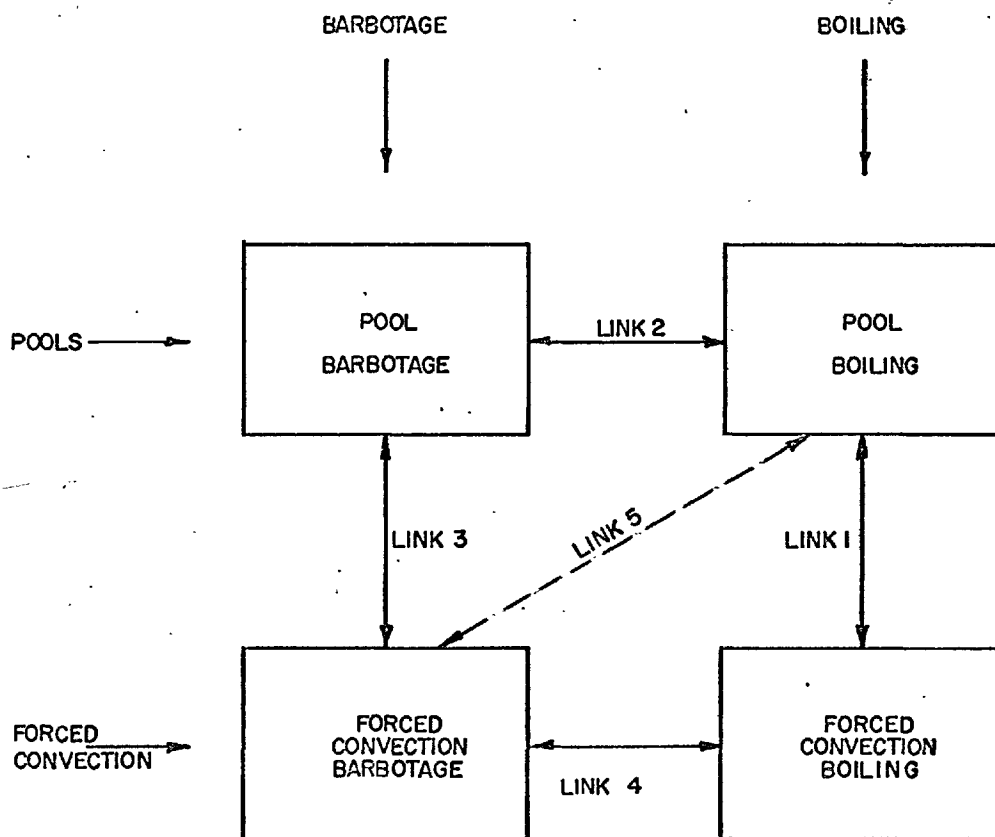 BARBOTAGE
BOILING
POOLS
POOL
BARBOTAGE
LINK 2
POOL
BOILING
LINK 3
LINK 5
LINK 1
FORCED
CONVECTION
FORCED
CONVECTION
BARBOTAGE
LINK 4
FORCED
CONVECTION
BOILING